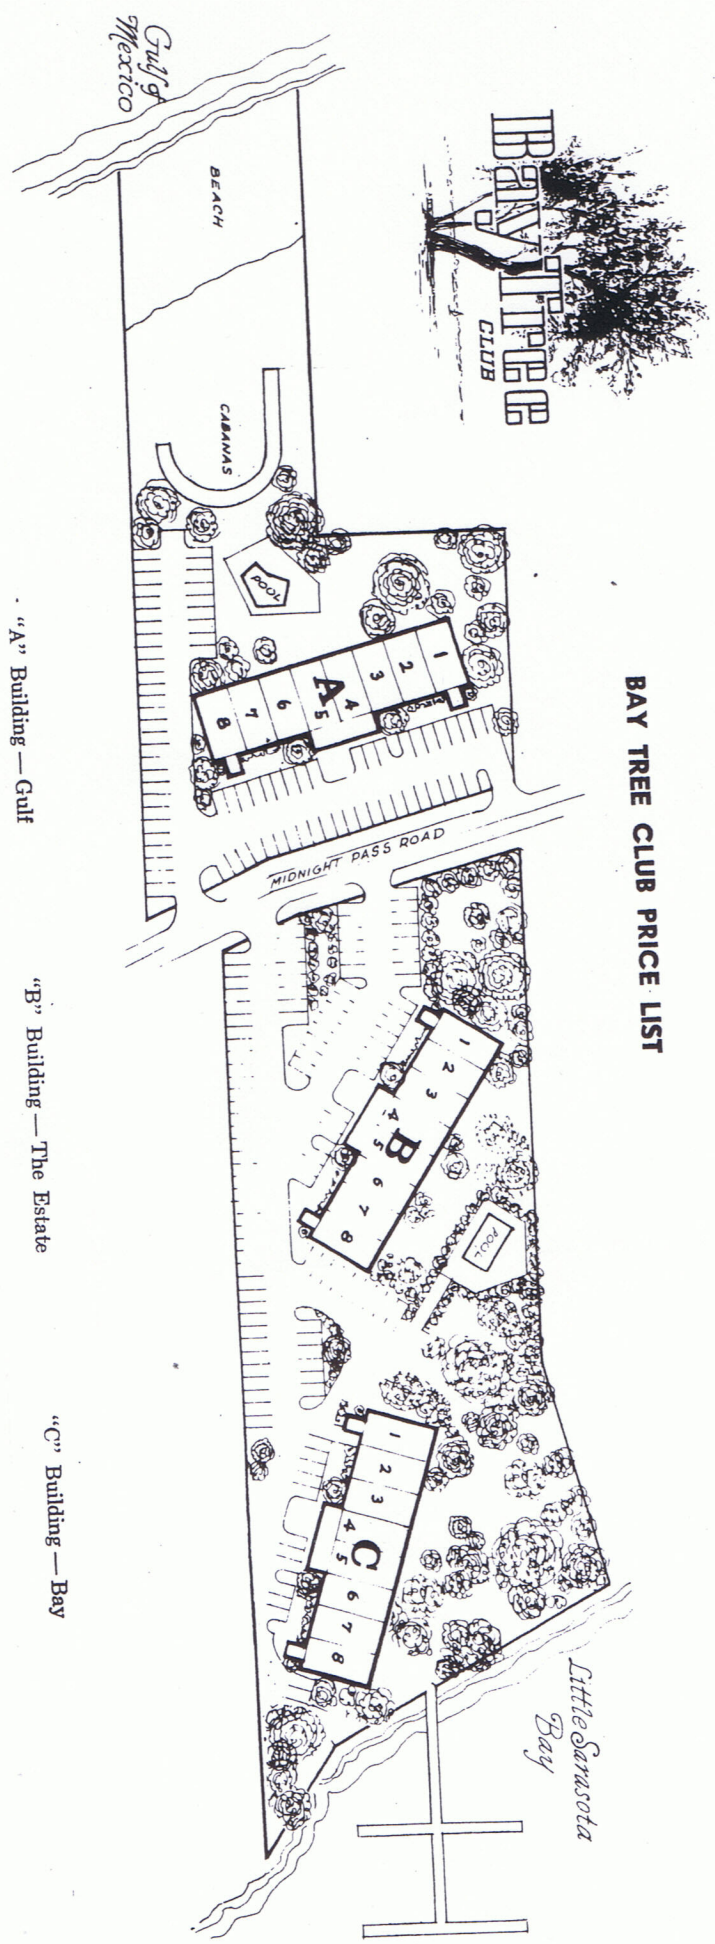 Bay Tree
CLUB
BAY TREE CLUB PRICE LIST
Gulf of
Mexico
BEACH
CABANAS
POOL
1
2
3
4
A
5
6
7
8
MIDNIGHT PASS ROAD
1
2
3
4
B
5
6
7
8
POOL
1
2
3
4
C
5
6
7
8
Little Sarasota
Bay
"A" Building — Gulf
"B" Building — The Estate
"C" Building — Bay